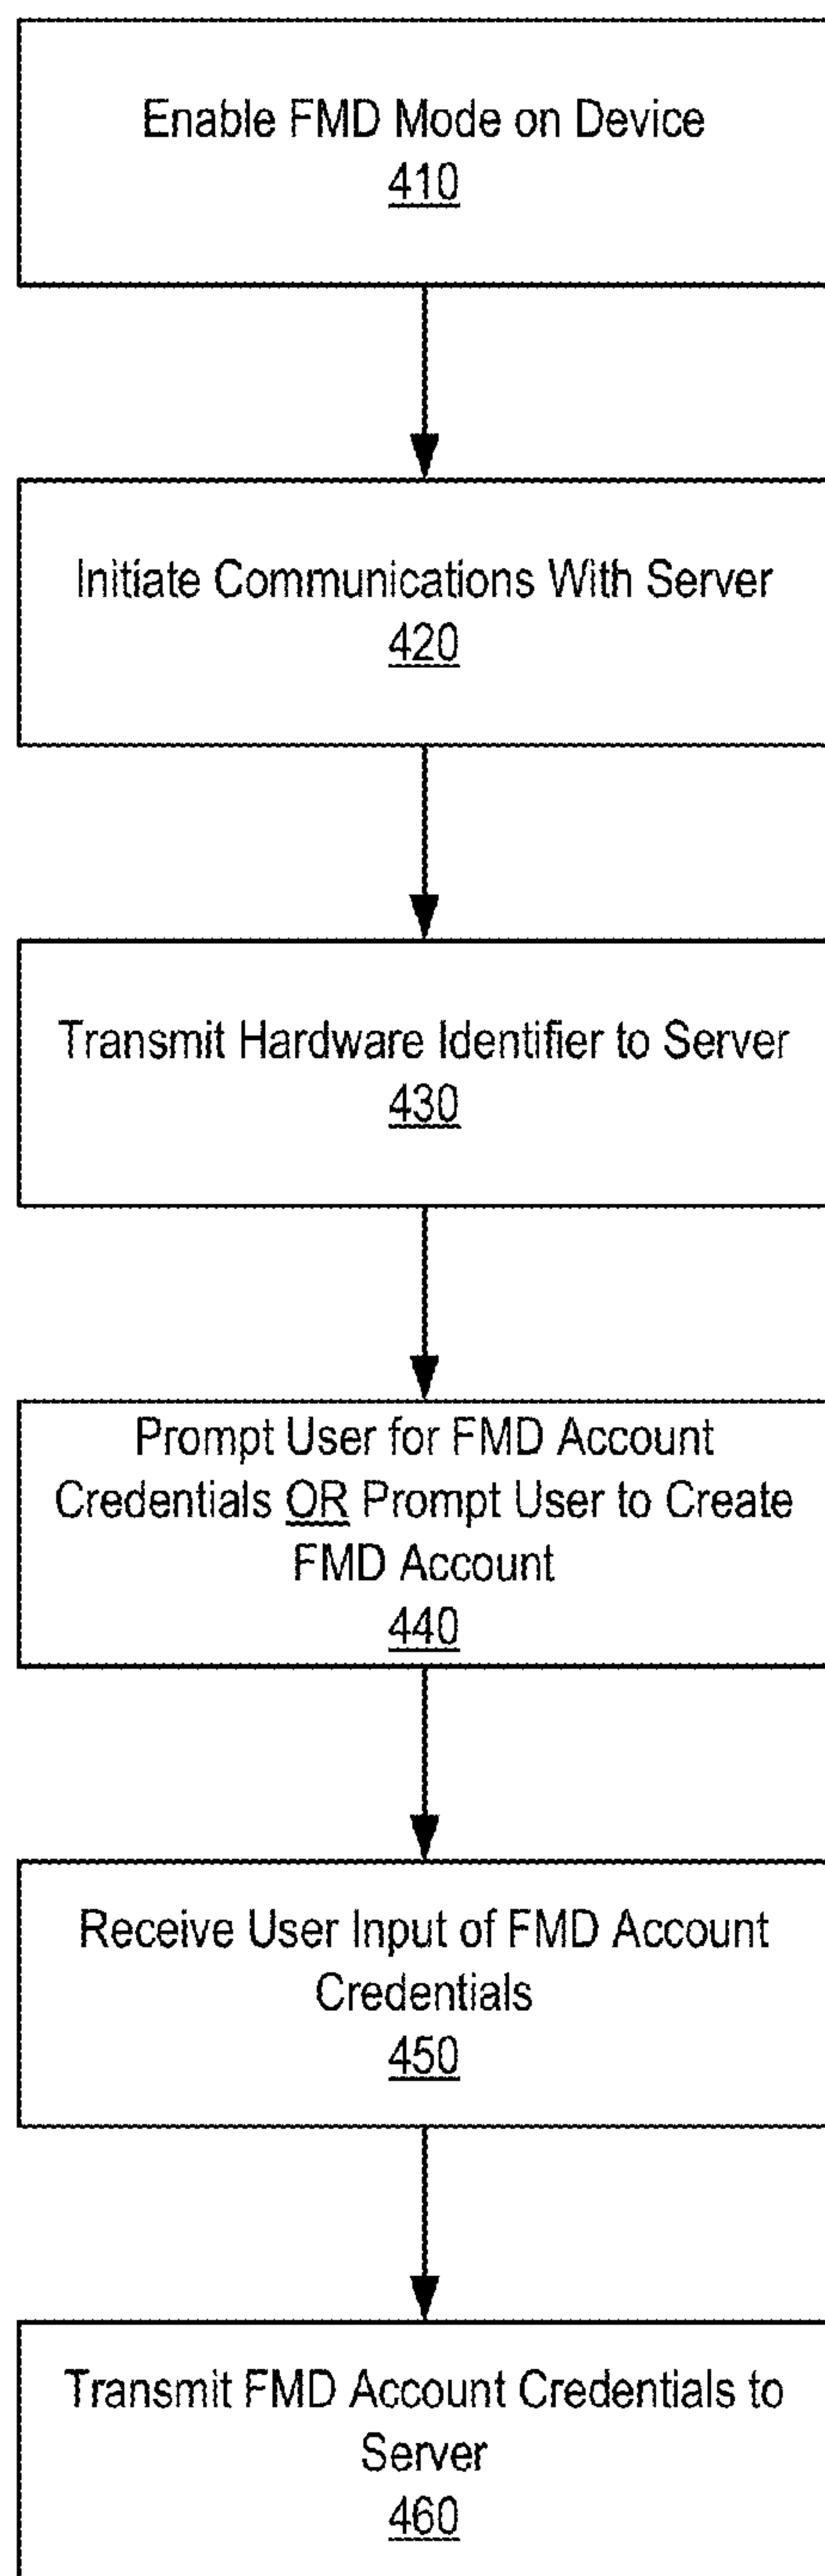 Enable FMD Mode on Device
410
Initiate Communications With Server
420
Transmit Hardware Identifier to Server
430
Prompt User for FMD Account
Credentials OR Prompt User to Create
FMD Account
440
Receive User Input of FMD Account
Credentials
450
Transmit FMD Account Credentials to
Server
460